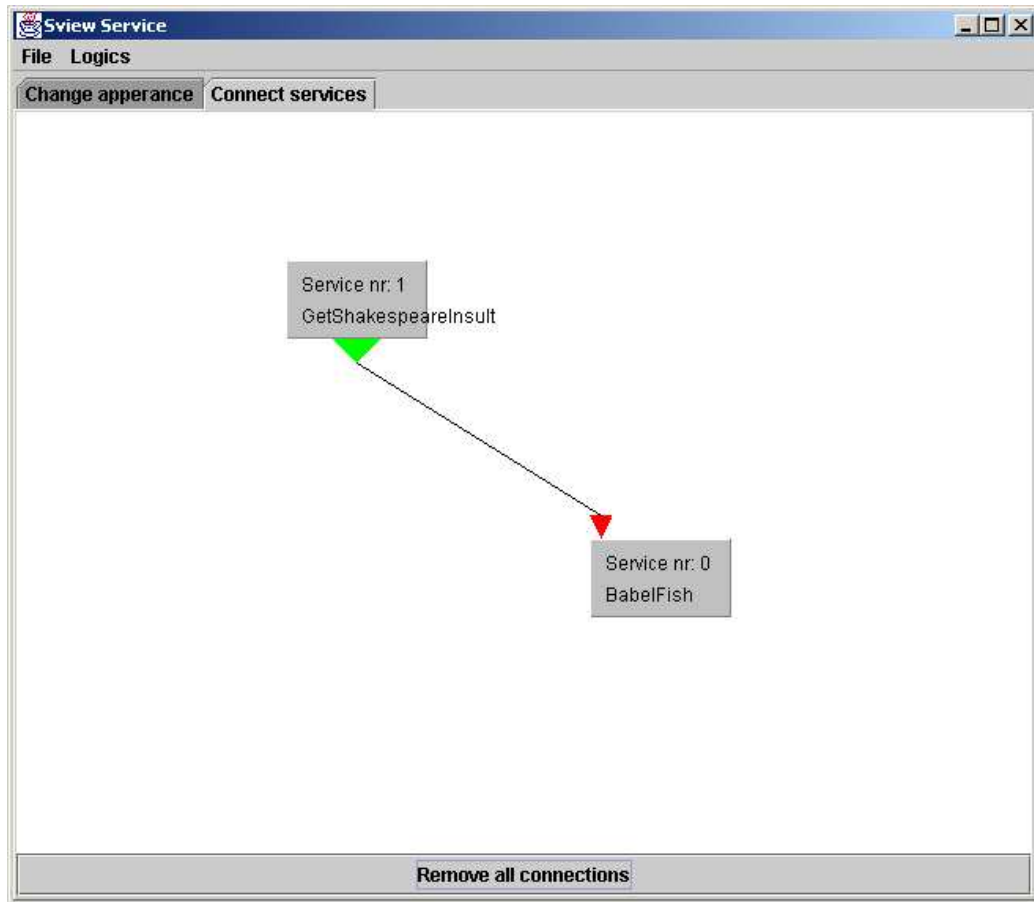 Sview Service
File Logics
Change apperance Connect services
Service nr: 1
GetShakespeareInsult
Service nr: 0
BabelFish
Remove all connections